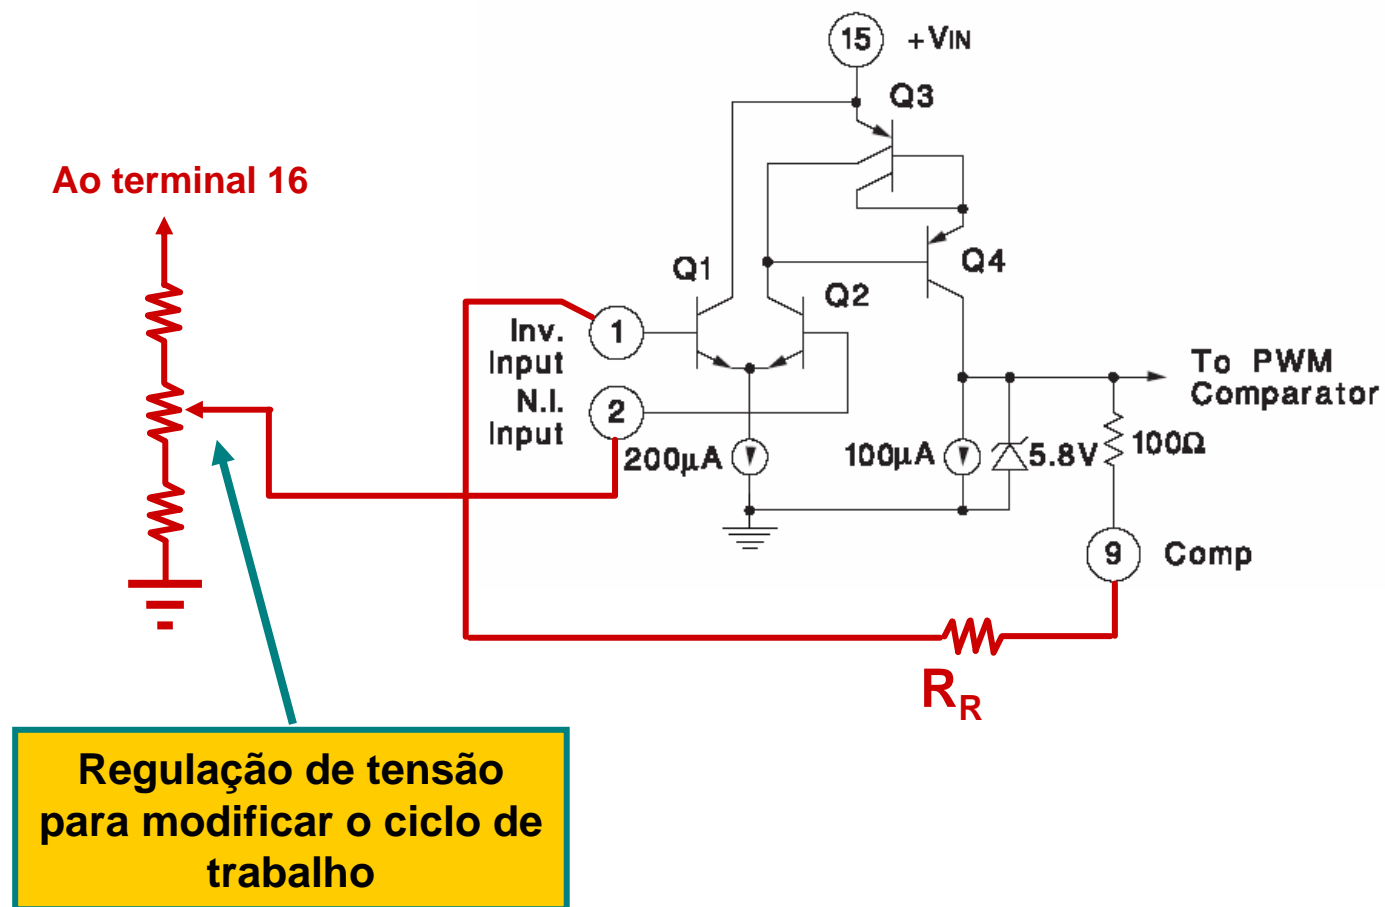 15 +VIN
Q3
Ao terminal 16
Q4
Q1
Q2
Inv.
Input
1
N.I.
Input
2
To PWM
Comparator
200µA
100µA
5.8V
100Ω
9 Comp
RR
Regulação de tensão
para modificar o ciclo de
trabalho